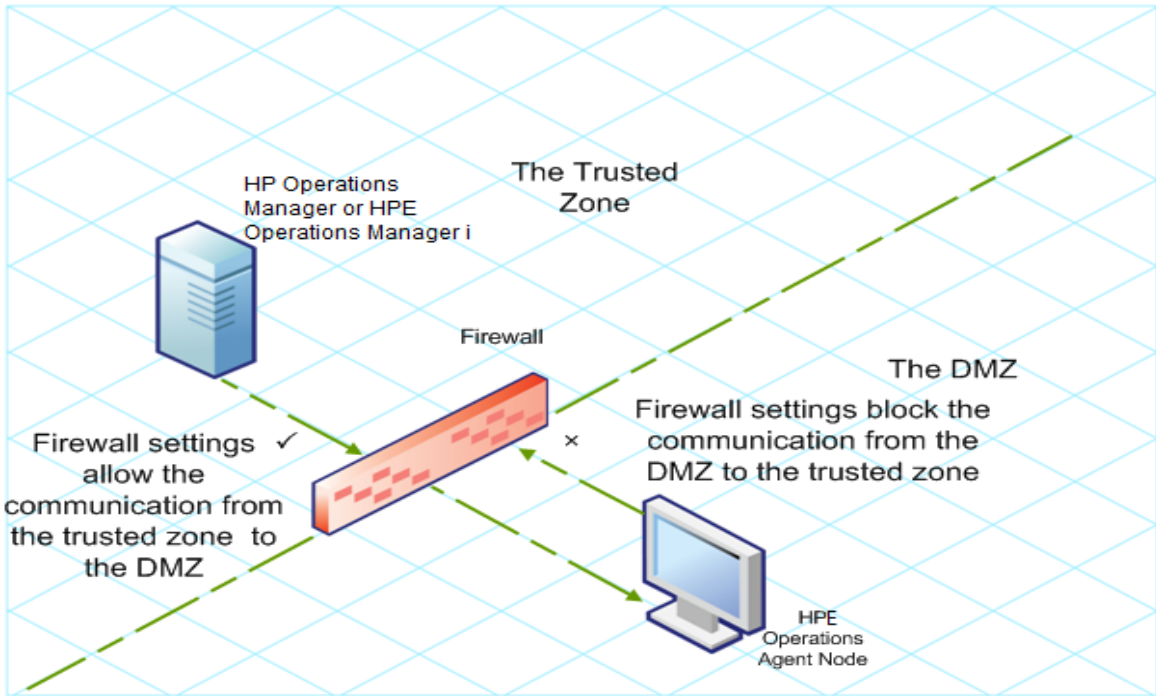 The Trusted
Zone
HP Operations
Manager or HPE
Operations Manager i
Firewall
The DMZ
Firewall settings block the
communication from the
DMZ to the trusted zone
Firewall settings ✓
allow the
communication from
the trusted zone to
the DMZ
×
HPE
Operations
Agent Node